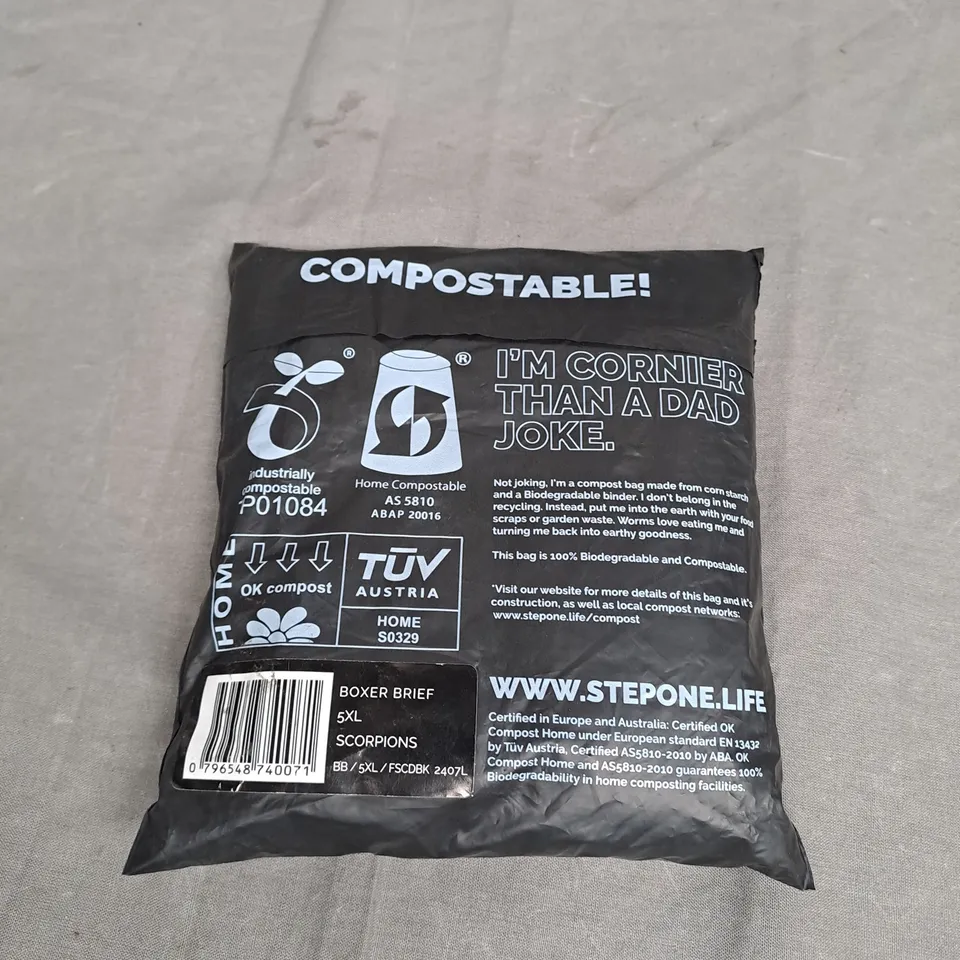 COMPOSTABLE!
®
®
industrially
compostable
P01084
Home Compostable
AS 5810
ABAP 20016
I'M CORNIER
THAN A DAD
JOKE.
Not joking, I'm a compost bag made from corn starch
and a Biodegradable binder. I don't belong in the
recycling. Instead, put me into the earth with your food
scraps or garden waste. Worms love eating me and
turning me back into earthy goodness.
This bag is 100% Biodegradable and Compostable.
*Visit our website for more details of this bag and it's
construction, as well as local compost networks:
www.stepone.life/compost
HOME
OK compost
TÜV
AUSTRIA
HOME
S0329
WWW.STEPONE.LIFE
Certified in Europe and Australia: Certified OK
Compost Home under European standard EN 13432
by Tüv Austria, Certified AS5810-2010 by ABA. OK
Compost Home and AS5810-2010 guarantees 100%
Biodegradability in home composting facilities.
BOXER BRIEF
5XL
SCORPIONS
BB / 5XL / FSCDBK 2407L
0 796548 740071